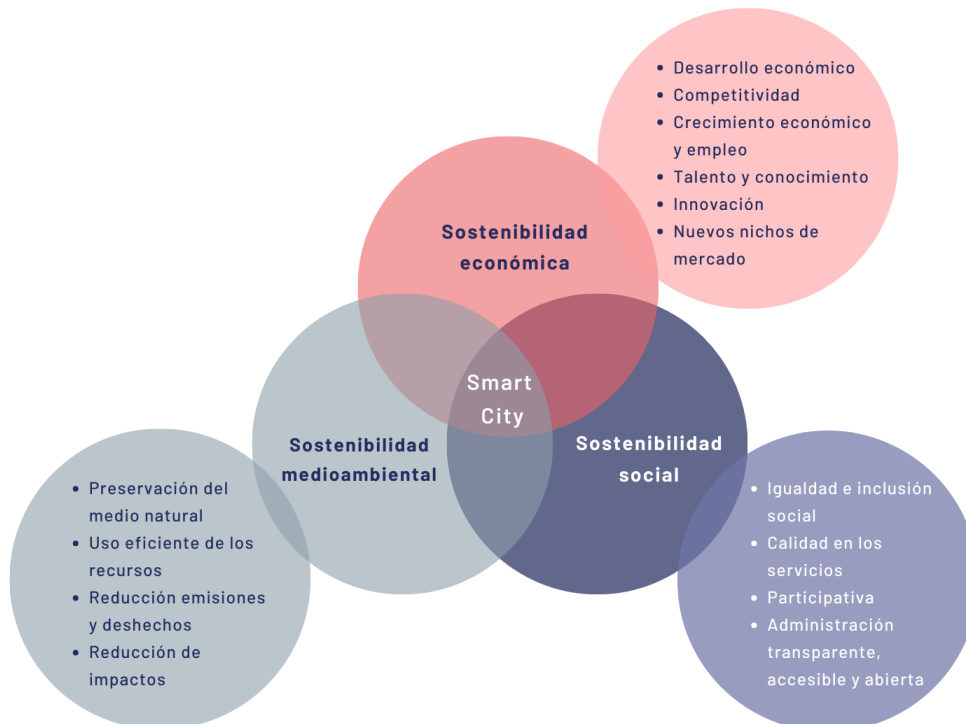 • Desarrollo económico
• Competitividad
• Crecimiento económico
y empleo
• Talento y conocimiento
• Innovación
• Nuevos nichos de
mercado
Sostenibilidad
económica
Smart
City
Sostenibilidad
medioambiental
Sostenibilidad
social
• Preservación del
medio natural
• Uso eficiente de los
recursos
• Reducción emisiones
y deshechos
• Reducción de
impactos
• Igualdad e inclusión
social
• Calidad en los
servicios
• Participativa
• Administración
transparente,
accesible y abierta